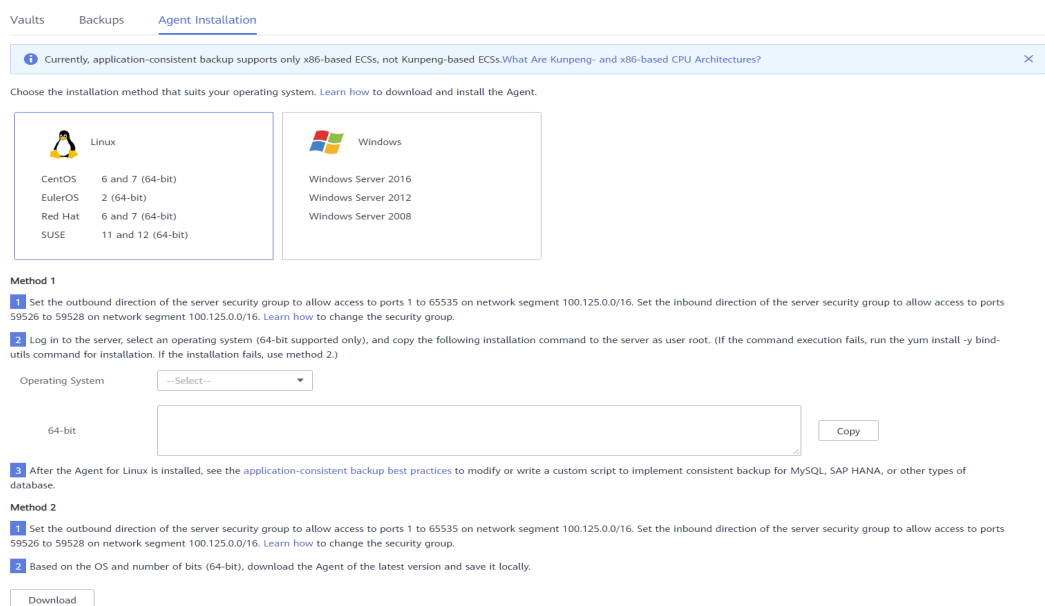 Vaults Backups Agent Installation
Currently, application-consistent backup supports only x86-based ECSs, not Kunpeng-based ECSs.What Are Kunpeng- and x86-based CPU Architectures?
Choose the installation method that suits your operating system. Learn how to download and install the Agent.
Linux
CentOS 6 and 7 (64-bit)
EulerOS 2 (64-bit)
Red Hat 6 and 7 (64-bit)
SUSE 11 and 12 (64-bit)
Windows
Windows Server 2016
Windows Server 2012
Windows Server 2008
Method 1
1 Set the outbound direction of the server security group to allow access to ports 1 to 65535 on network segment 100.125.0.0/16. Set the inbound direction of the server security group to allow access to ports
59526 to 59528 on network segment 100.125.0.0/16. Learn how to change the security group.
2 Log in to the server, select an operating system (64-bit supported only), and copy the following installation command to the server as user root. (If the command execution fails, run the yum install -y bind-
utils command for installation. If the installation fails, use method 2.)
Operating System --Select--
64-bit Copy
3 After the Agent for Linux is installed, see the application-consistent backup best practices to modify or write a custom script to implement consistent backup for MySQL, SAP HANA, or other types of
database.
Method 2
1 Set the outbound direction of the server security group to allow access to ports 1 to 65535 on network segment 100.125.0.0/16. Set the inbound direction of the server security group to allow access to ports
59526 to 59528 on network segment 100.125.0.0/16. Learn how to change the security group.
2 Based on the OS and number of bits (64-bit), download the Agent of the latest version and save it locally.
Download